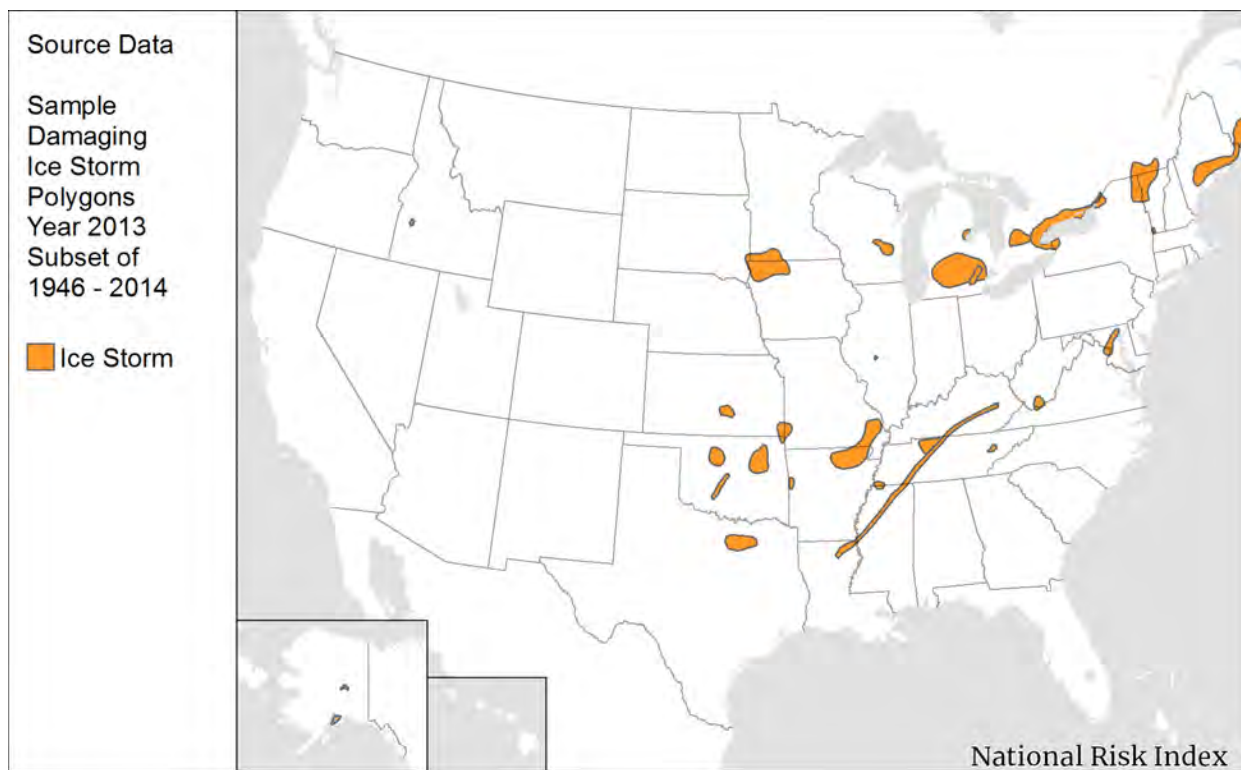 Source Data
Sample
Damaging
Ice Storm
Polygons
Year 2013
Subset of
1946 - 2014
Ice Storm
National Risk Index